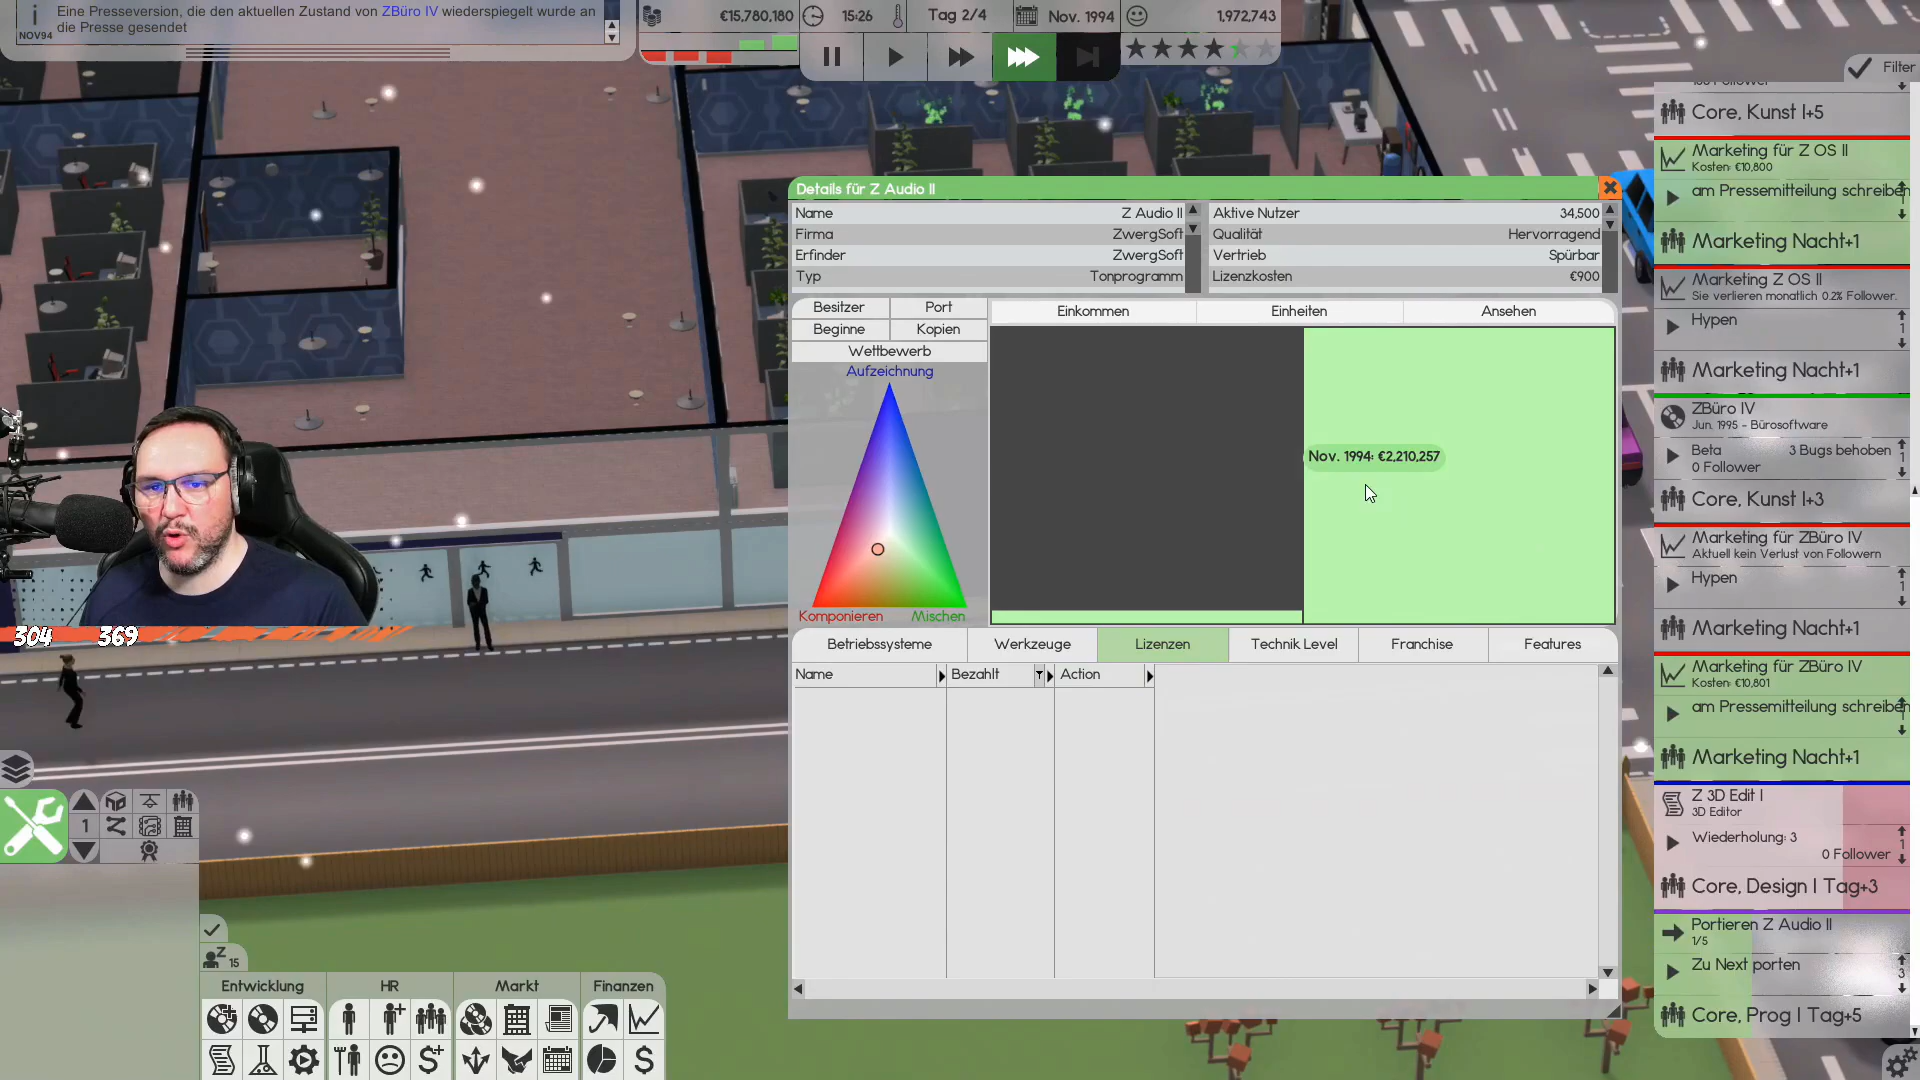 Eine Presseversion, die den aktuellen Zustand von ZBüro IV wiederspiegelt wurde an
die Presse gesendet
NOV94
€15,780,180
15:26
Tag 2/4
Nov. 1994
1,972,743
Filter
Core, Kunst I+5
Marketing für Z OS II
Kosten: €10,800
am Pressemitteilung schreiben
Marketing Nacht+1
Marketing Z OS II
Sie verlieren monatlich 0.2% Follower.
Hypen
1
Marketing Nacht+1
ZBüro IV
Jun. 1995 - Bürosoftware
Beta
3 Bugs behoben
0 Follower
1
Core, Kunst I+3
Marketing für ZBüro IV
Aktuell kein Verlust von Followern
Hypen
1
Marketing Nacht+1
Marketing für ZBüro IV
Kosten: €10,801
am Pressemitteilung schreiben
Marketing Nacht+1
Z 3D Edit I
3D Editor
Wiederholung: 3
1
0 Follower
Core, Design I Tag+3
Portieren Z Audio II
1/5
Zu Next porten
3
Core, Prog I Tag+5
Details für Z Audio II
Name
Z Audio II
Firma
ZwergSoft
Erfinder
ZwergSoft
Typ
Tonprogramm
Aktive Nutzer
34,500
Qualität
Hervorragend
Vertrieb
Spürbar
Lizenzkosten
€900
Besitzer
Port
Beginne
Kopien
Wettbewerb
Einkommen
Einheiten
Ansehen
Aufzeichnung
Komponieren
Mischen
Nov. 1994: €2,210,257
Betriebssysteme
Werkzeuge
Lizenzen
Technik Level
Franchise
Features
Name
Bezahlt
Action
304
369
1
Z
15
Entwicklung
HR
Markt
Finanzen